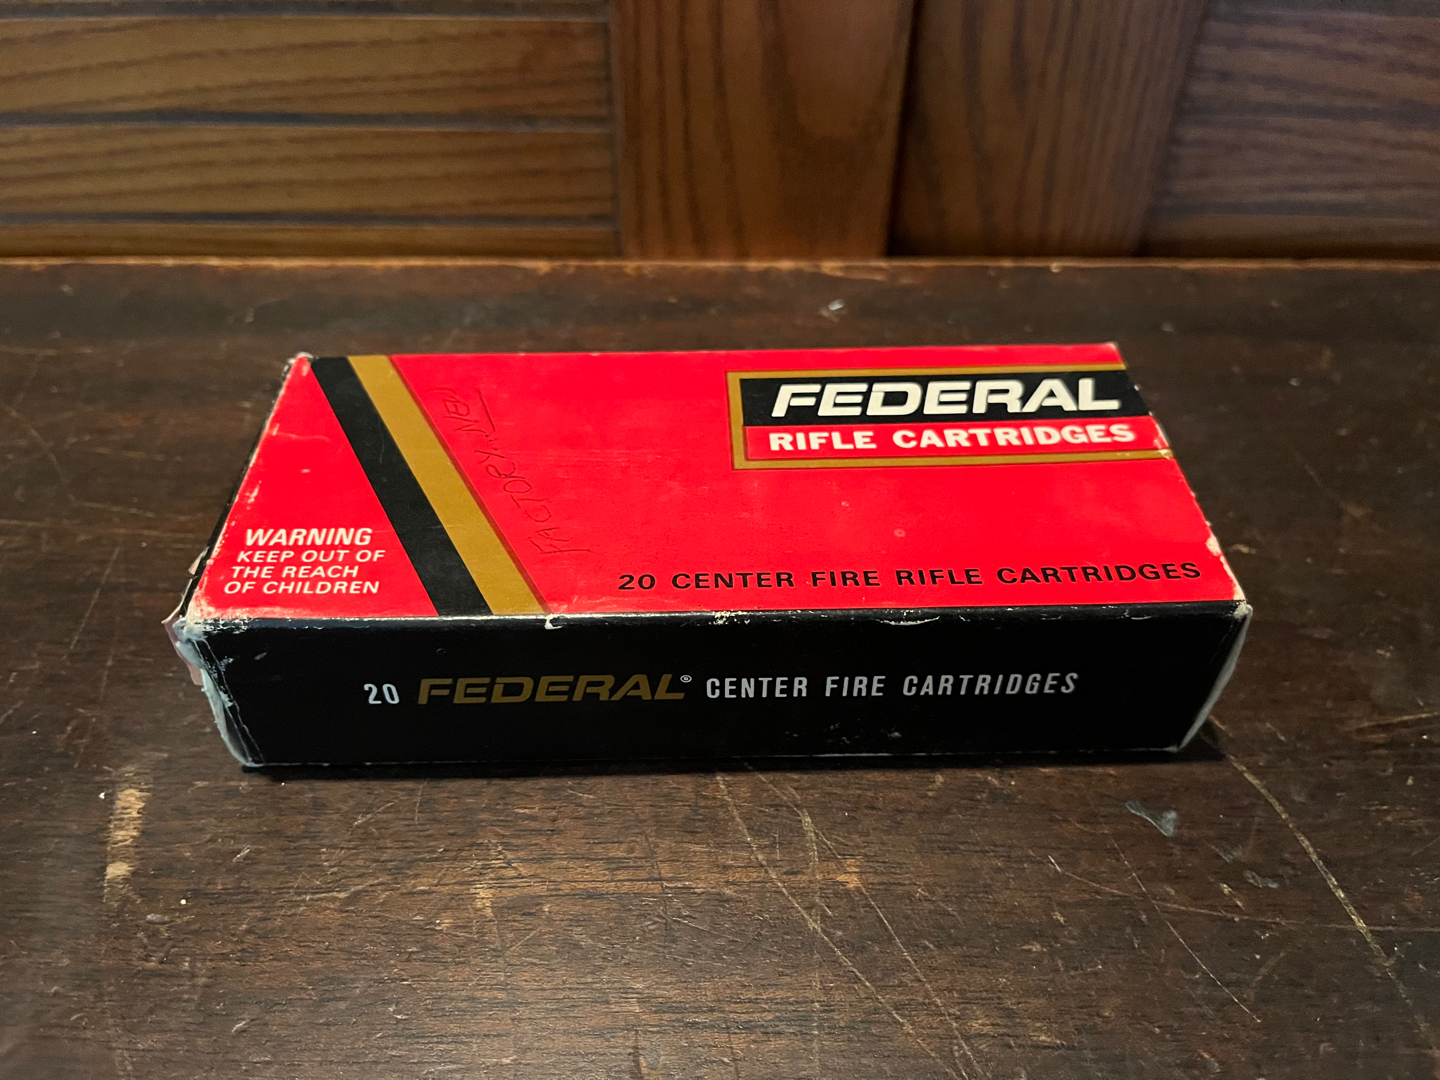 FEDERAL
RIFLE CARTRIDGES
FACTORY NEW
WARNING
KEEP OUT OF
THE REACH
OF CHILDREN
20 CENTER FIRE RIFLE CARTRIDGES
20 FEDERAL® CENTER FIRE CARTRIDGES